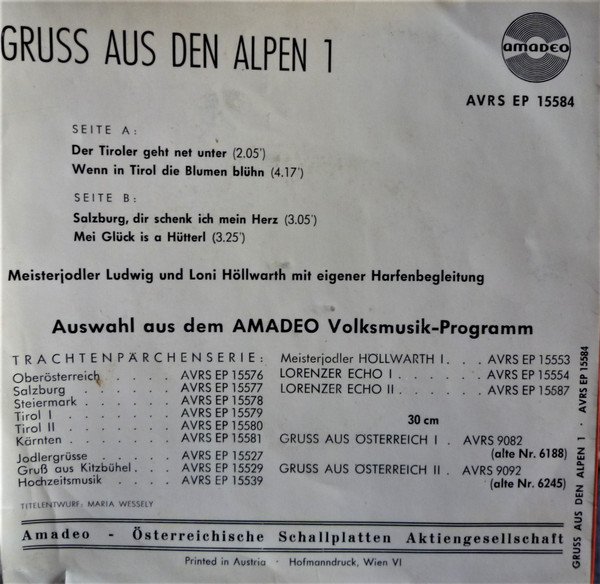 GRUSS AUS DEN ALPEN 1
amadeo
AVRS EP 15584
SEITE A:
Der Tiroler geht net unter (2.05')
Wenn in Tirol die Blumen blühn (4.17')
SEITE B:
Salzburg, dir schenk ich mein Herz (3.05')
Mei Glück is a Hütterl (3.25')
Meisterjodler Ludwig und Loni Höllwarth mit eigener Harfenbegleitung
Auswahl aus dem AMADEO Volksmusik-Programm
TRACHTENPÄRCHENSERIE:
Oberösterreich . . . . . AVRS EP 15576
Salzburg . . . . . . . AVRS EP 15577
Steiermark . . . . . . AVRS EP 15578
Tirol I . . . . . . . . AVRS EP 15579
Tirol II . . . . . . . . AVRS EP 15580
Kärnten . . . . . . . AVRS EP 15581
Jodlergrüsse . . . . . AVRS EP 15527
Gruß aus Kitzbühel . . . AVRS EP 15529
Hochzeitsmusik . . . . AVRS EP 15539
Meisterjodler HÖLLWARTH I . . . AVRS EP 15553
LORENZER ECHO I . . . . . . AVRS EP 15554
LORENZER ECHO II . . . . . . AVRS EP 15587
30 cm
GRUSS AUS ÖSTERREICH I . AVRS 9082
(alte Nr. 6188)
GRUSS AUS ÖSTERREICH II . AVRS 9092
(alte Nr. 6245)
TITELENTWURF: MARIA WESSELY
Amadeo - Österreichische Schallplatten Aktiengesellschaft
Printed in Austria · Hofmanndruck, Wien VI
GRUSS AUS DEN ALPEN 1 · AVRS EP 15584